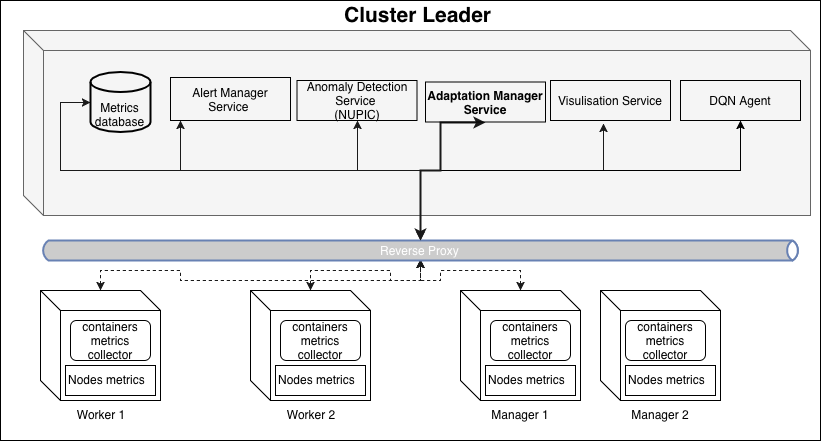 Cluster Leader
Metrics
database
Alert Manager
Service
Anomaly Detection
Service
(NUPIC)
Adaptation Manager
Service
Visulisation Service
DQN Agent
Reverse Proxy
containers
metrics
collector
Nodes metrics
Worker 1
containers
metrics
collector
Nodes metrics
Worker 2
containers
metrics
collector
Nodes metrics
Manager 1
containers
metrics
collector
Nodes metrics
Manager 2